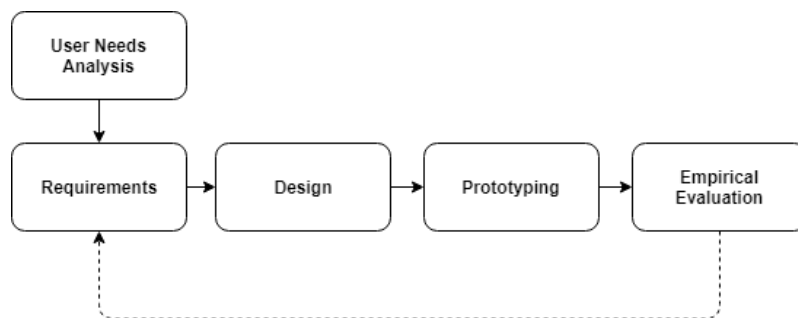 User Needs
Analysis
Requirements
Design
Prototyping
Empirical
Evaluation